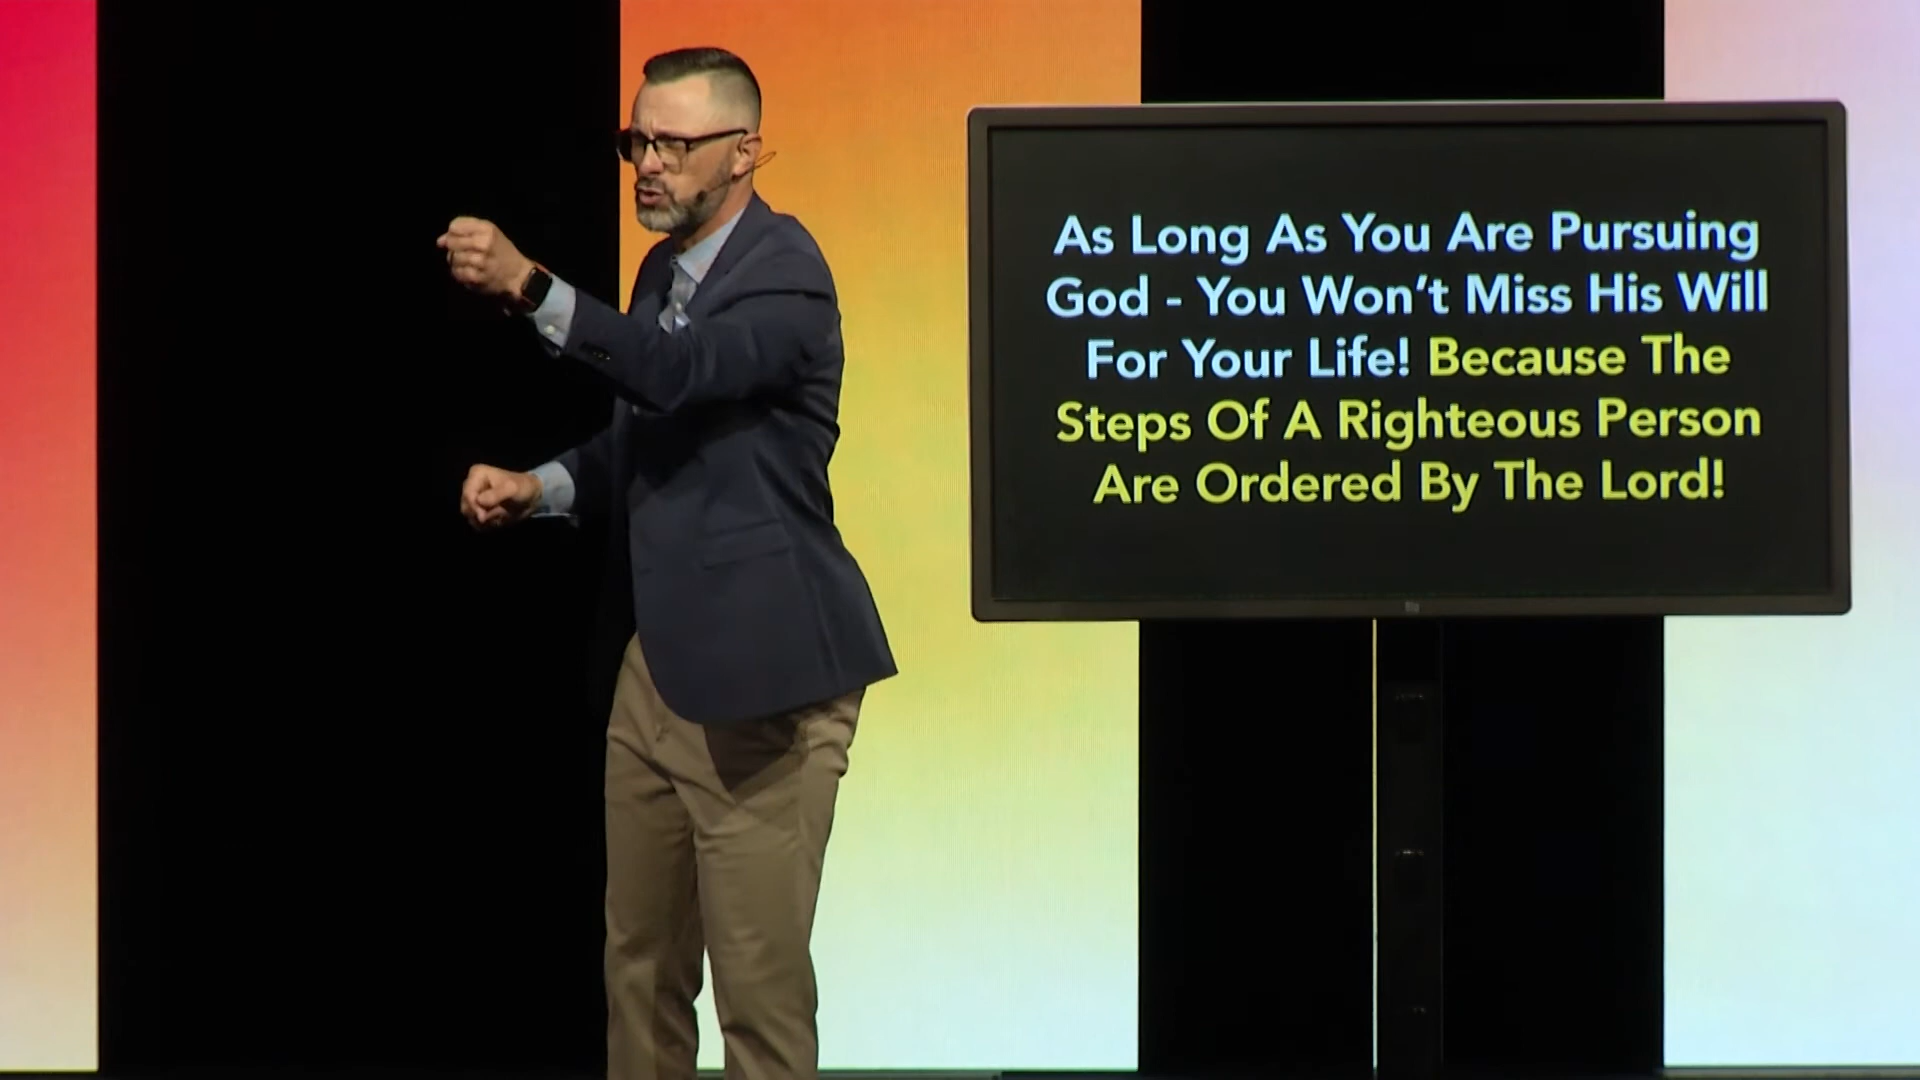 As Long As You Are Pursuing
God - You Won't Miss His Will
For Your Life! Because The
Steps Of A Righteous Person
Are Ordered By The Lord!